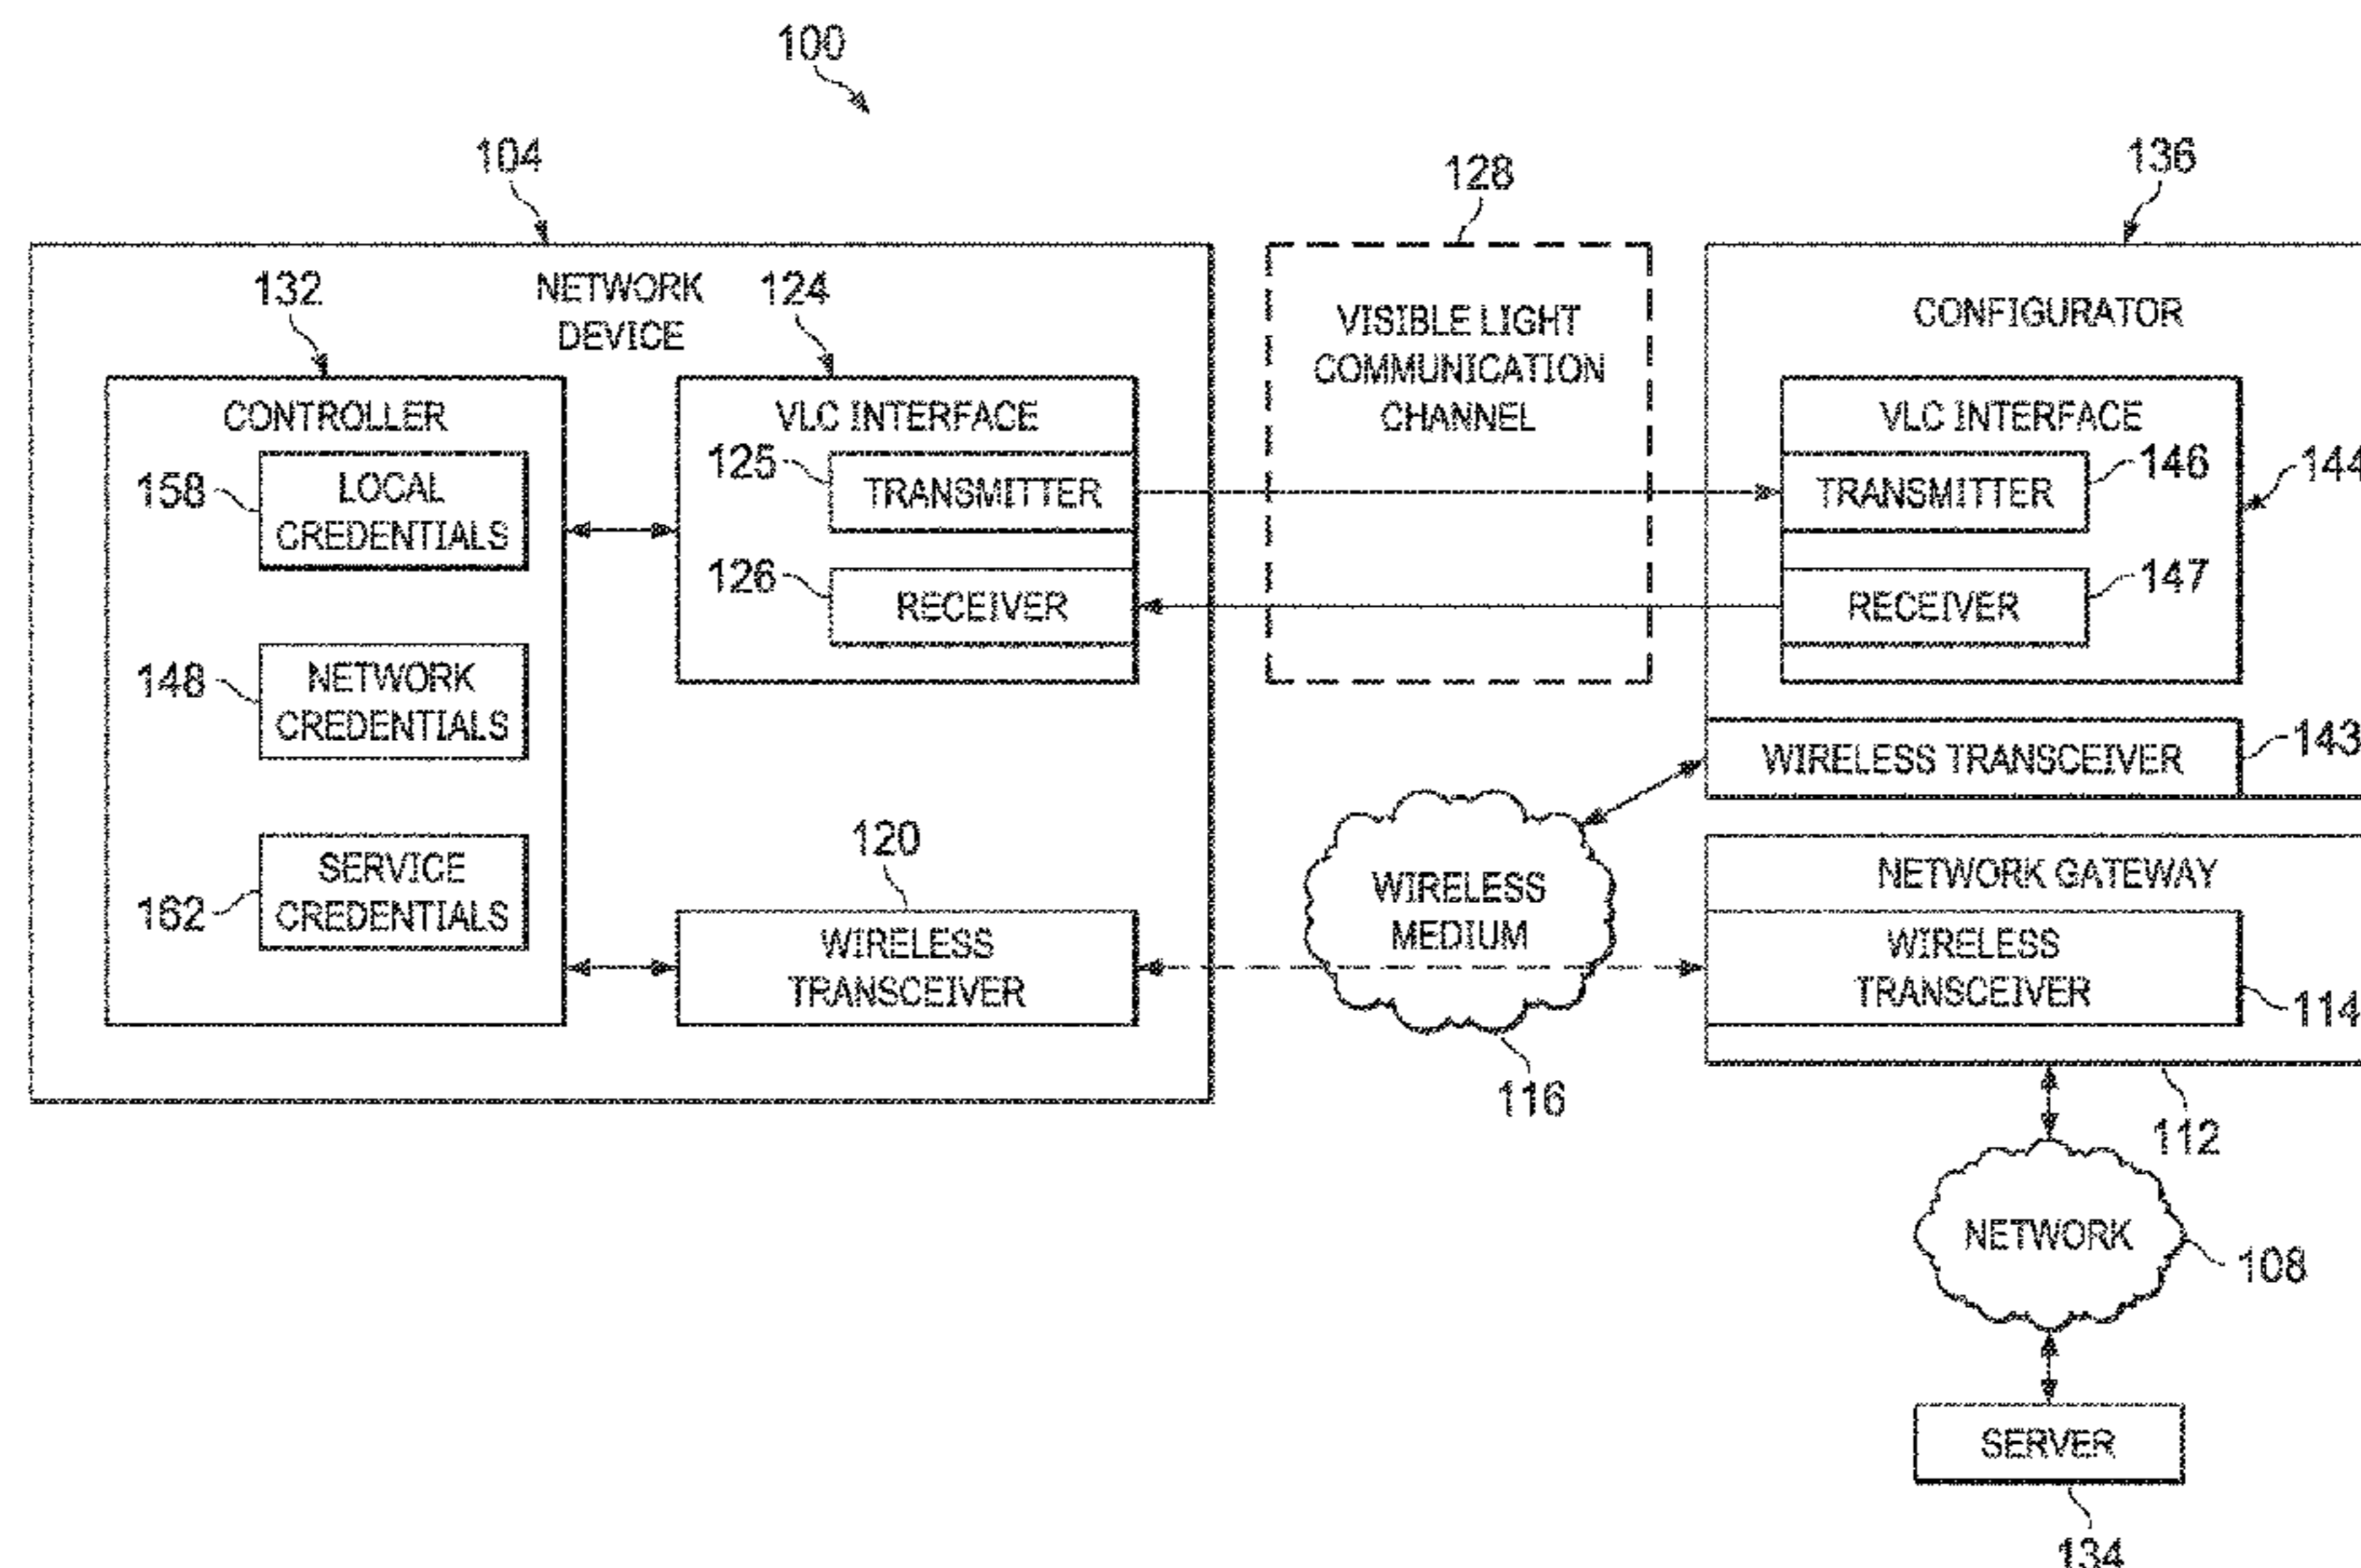 100
104
128
136
132
NETWORK
DEVICE
124
VISIBLE LIGHT
COMMUNICATION
CHANNEL
CONFIGURATOR
CONTROLLER
VLC INTERFACE
VLC INTERFACE
158
LOCAL
CREDENTIALS
125
TRANSMITTER
TRANSMITTER
146
144
126
RECEIVER
RECEIVER
147
148
NETWORK
CREDENTIALS
WIRELESS TRANSCEIVER
143
162
SERVICE
CREDENTIALS
120
WIRELESS
TRANSCEIVER
WIRELESS
MEDIUM
116
NETWORK GATEWAY
WIRELESS
TRANSCEIVER
114
112
NETWORK
108
SERVER
134